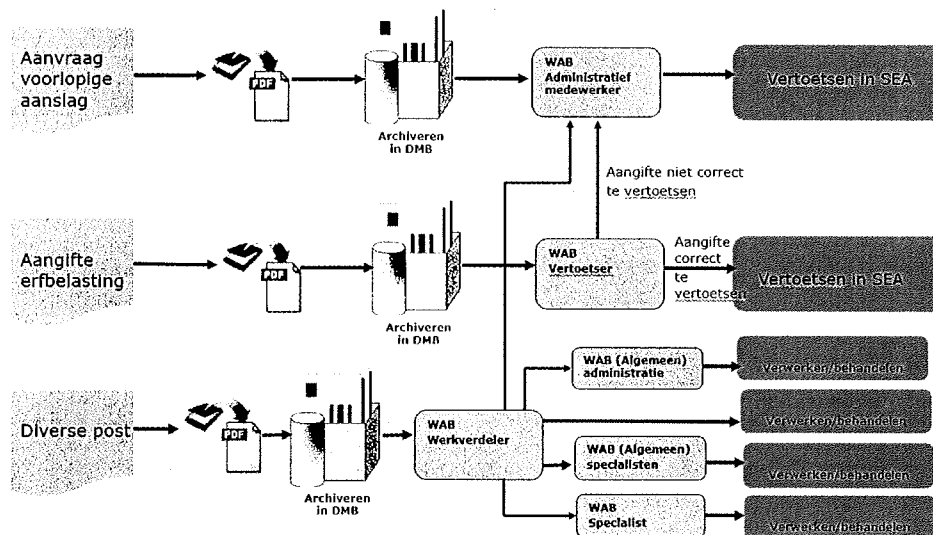 Aanvraag
voorlopige
aanslag
PDF
Archiveren
in DMB
WAB
Administratief
medewerker
Vertoetsen in SEA
Aangifte niet correct
te vertoetsen
Aangifte
erfbelasting
PDF
Archiveren
in DMB
WAB
Vertoetser
Aangifte
correct
te
vertoetsen
Vertoetsen in SEA
Diverse post
PDF
Archiveren
in DMB
WAB
Werkverdeler
WAB (Algemeen)
administratie
Verwerken/behandelen
Verwerken/behandelen
WAB (Algemeen)
specialisten
Verwerken/behandelen
WAB
Specialist
Verwerken/behandelen